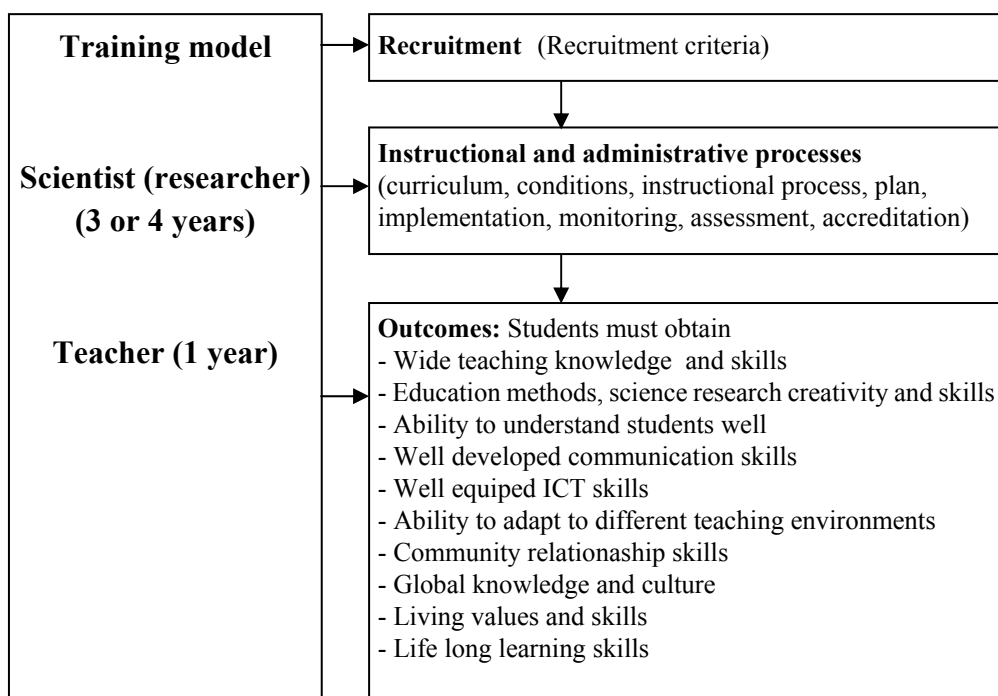 Training model
Scientist (researcher)
(3 or 4 years)
Teacher (1 year)
Recruitment (Recruitment criteria)
Instructional and administrative processes
(curriculum, conditions, instructional process, plan,
implementation, monitoring, assessment, accreditation)
Outcomes: Students must obtain
- Wide teaching knowledge and skills
- Education methods, science research creativity and skills
- Ability to understand students well
- Well developed communication skills
- Well equiped ICT skills
- Ability to adapt to different teaching environments
- Community relationaship skills
- Global knowledge and culture
- Living values and skills
- Life long learning skills